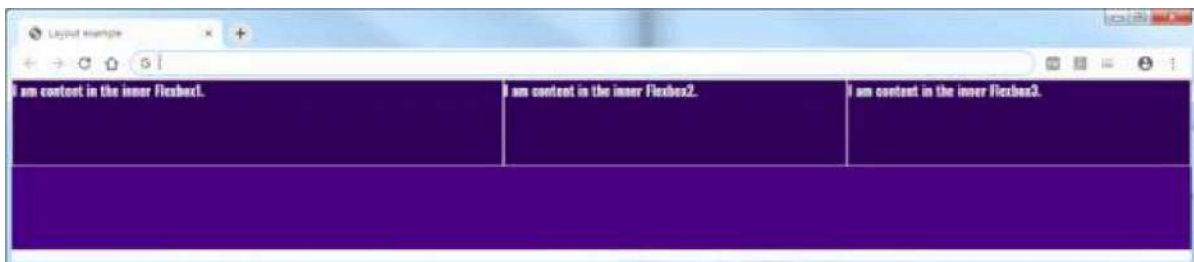 Layout example
G
I am content in the inner Flexbox1.
I am content in the inner Flexbox2.
I am content in the inner Flexbox3.